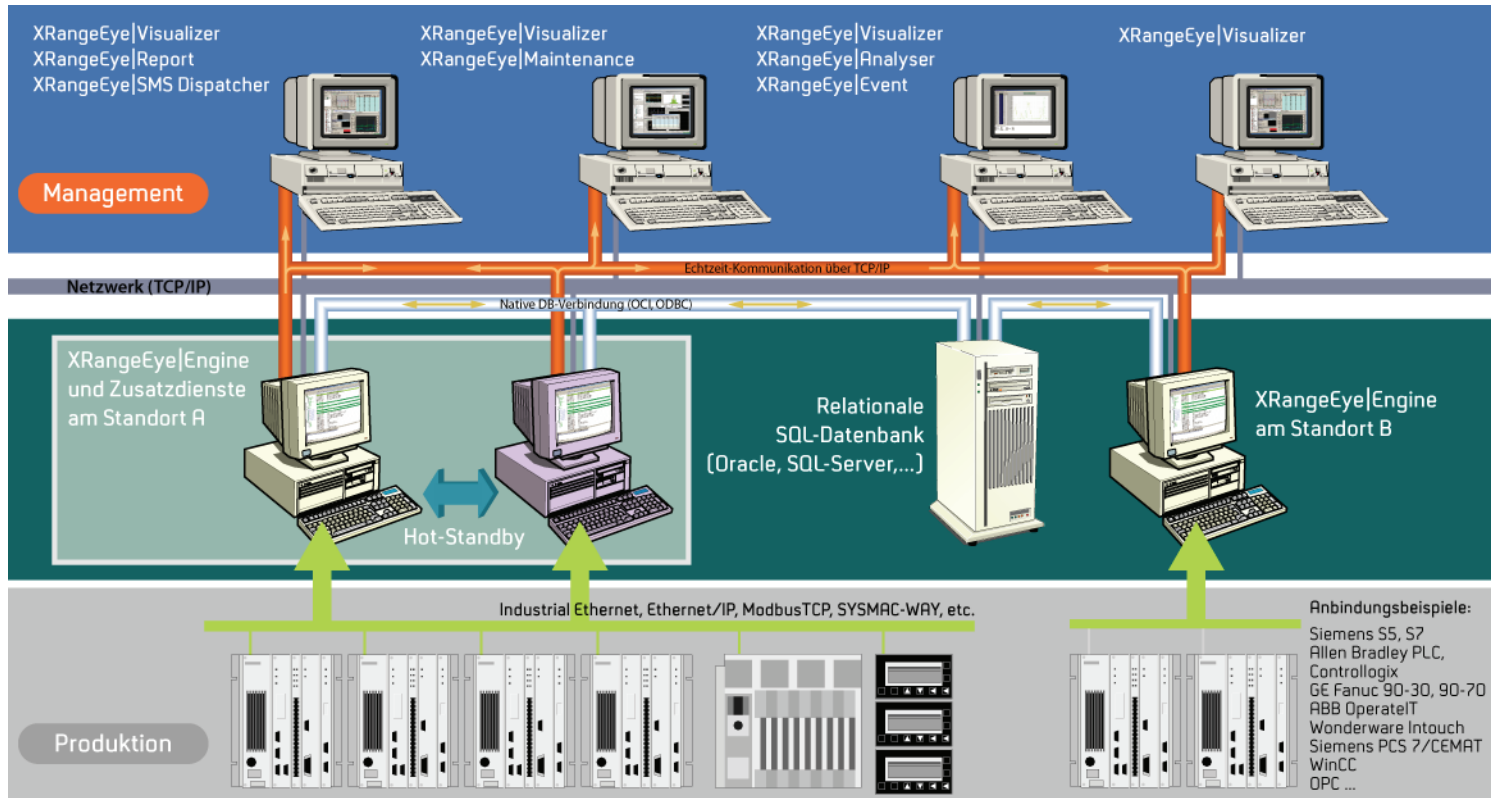 XRangeEye|Visualizer
XRangeEye|Report
XRangeEye|SMS Dispatcher
XRangeEye|Visualizer
XRangeEye|Maintenance
XRangeEye|Visualizer
XRangeEye|Analyser
XRangeEye|Event
XRangeEye|Visualizer
Management
Echtzeit-Kommunikation über TCP/IP
Netzwerk (TCP/IP)
Native DB-Verbindung (OCI, ODBC)
XRangeEye|Engine
und Zusatzdienste
am Standort A
Hot-Standby
Relationale
SQL-Datenbank
(Oracle, SQL-Server,...)
XRangeEye|Engine
am Standort B
Industrial Ethernet, Ethernet/IP, ModbusTCP, SYSMAC-WAY, etc.
Produktion
Anbindungsbeispiele:
Siemens S5, S7
Allen Bradley PLC,
Controllogix
GE Fanuc 90-30, 90-70
ABB OperateIT
Wonderware Intouch
Siemens PCS 7/CEMAT
WinCC
OPC ...